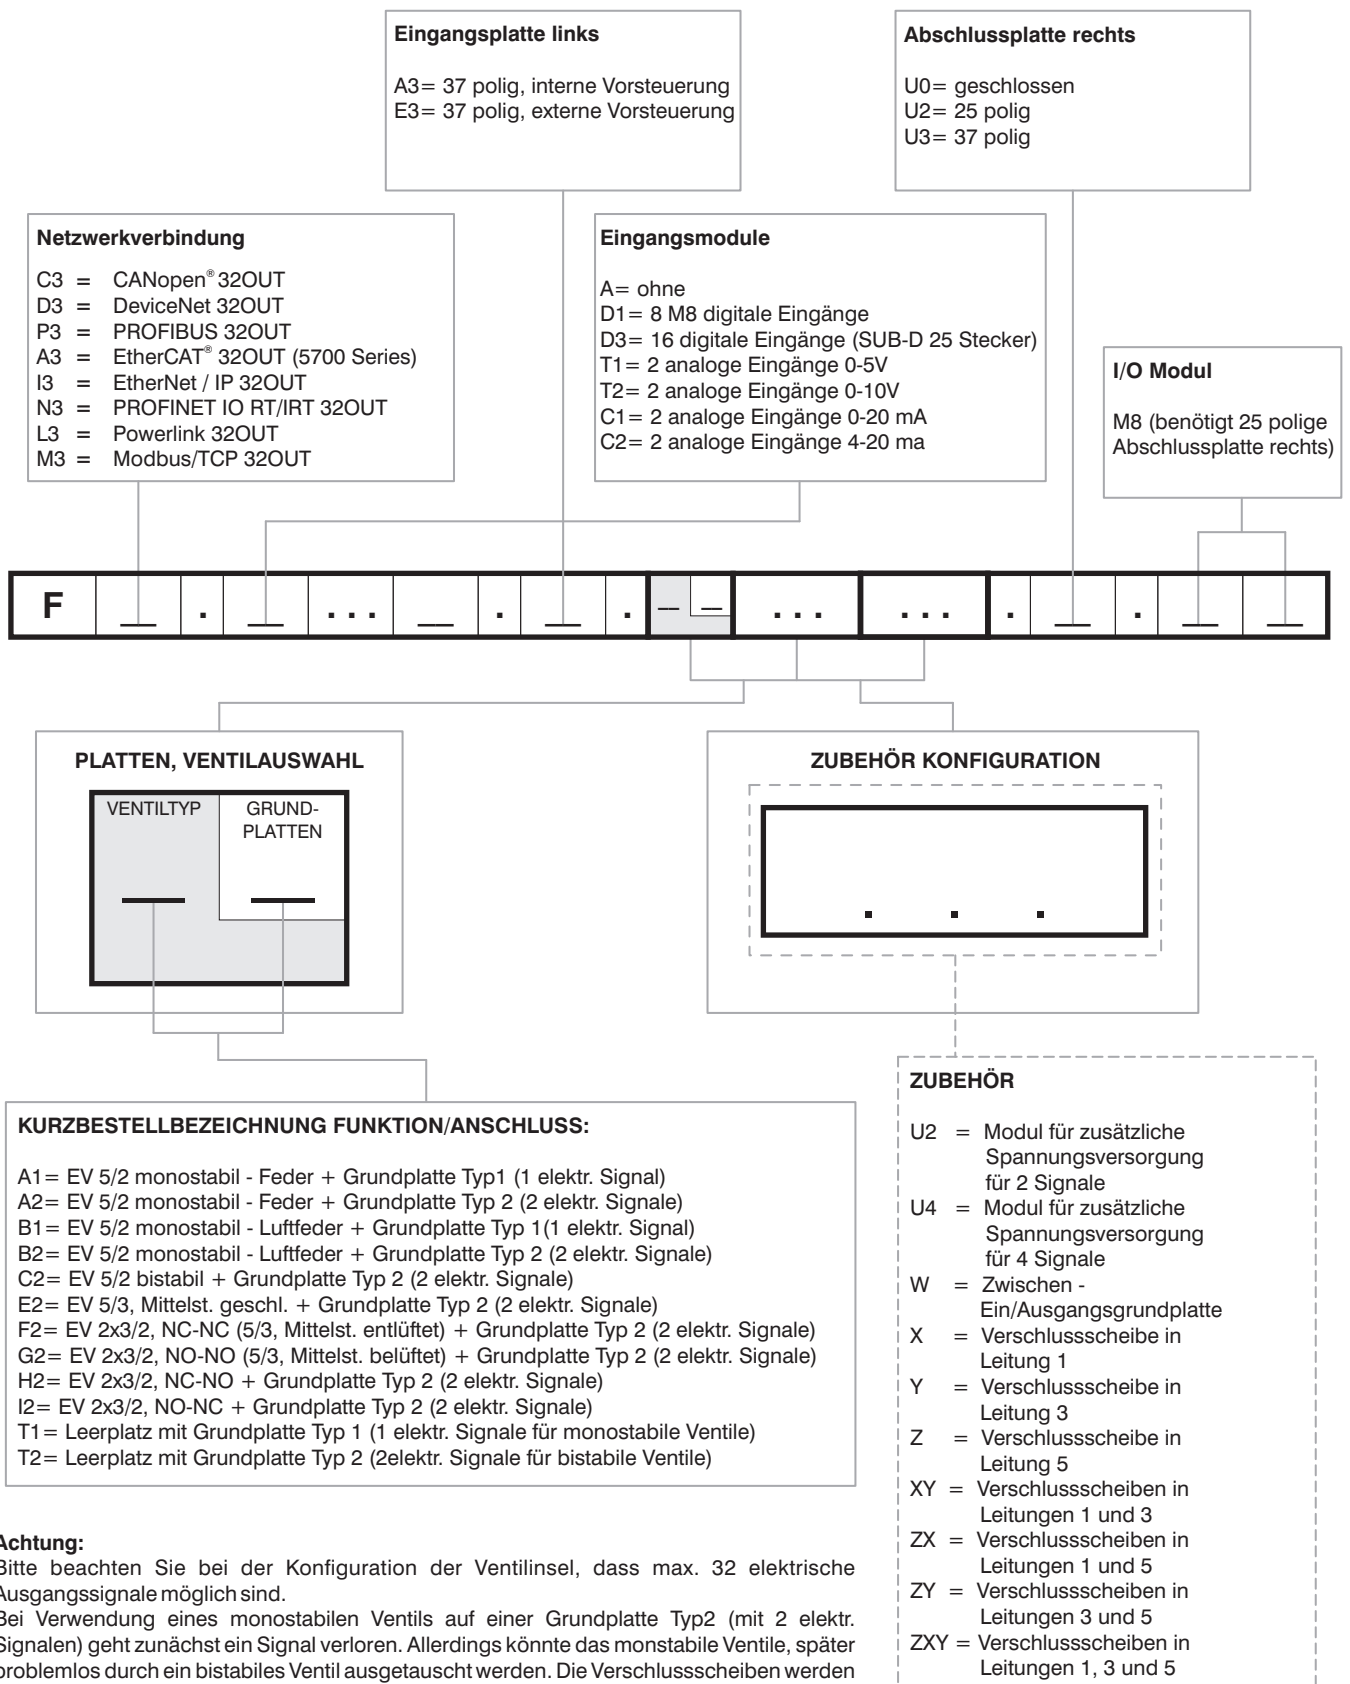 Eingangsplatte links
A3= 37 polig, interne Vorsteuerung
E3= 37 polig, externe Vorsteuerung
Abschlussplatte rechts
U0= geschlossen
U2= 25 polig
U3= 37 polig
Netzwerkverbindung
C3 = CANopen® 32OUT
D3 = DeviceNet 32OUT
P3 = PROFIBUS 32OUT
A3 = EtherCAT® 32OUT (5700 Series)
I3 = EtherNet / IP 32OUT
N3 = PROFINET IO RT/IRT 32OUT
L3 = Powerlink 32OUT
M3 = Modbus/TCP 32OUT
Eingangsmodule
A= ohne
D1= 8 M8 digitale Eingänge
D3= 16 digitale Eingänge (SUB-D 25 Stecker)
T1= 2 analoge Eingänge 0-5V
T2= 2 analoge Eingänge 0-10V
C1= 2 analoge Eingänge 0-20 mA
C2= 2 analoge Eingänge 4-20 ma
I/O Modul
M8 (benötigt 25 polige
Abschlussplatte rechts)
F __ . __ ... __ . __ . __ __ ... ... . __ . __ __
PLATTEN, VENTILAUSWAHL
VENTILTYP
GRUND-
PLATTEN
ZUBEHÖR KONFIGURATION
. . .
KURZBESTELLBEZEICHNUNG FUNKTION/ANSCHLUSS:
A1= EV 5/2 monostabil - Feder + Grundplatte Typ1 (1 elektr. Signal)
A2= EV 5/2 monostabil - Feder + Grundplatte Typ 2 (2 elektr. Signale)
B1= EV 5/2 monostabil - Luftfeder + Grundplatte Typ 1(1 elektr. Signal)
B2= EV 5/2 monostabil - Luftfeder + Grundplatte Typ 2 (2 elektr. Signale)
C2= EV 5/2 bistabil + Grundplatte Typ 2 (2 elektr. Signale)
E2= EV 5/3, Mittelst. geschl. + Grundplatte Typ 2 (2 elektr. Signale)
F2= EV 2x3/2, NC-NC (5/3, Mittelst. entlüftet) + Grundplatte Typ 2 (2 elektr. Signale)
G2= EV 2x3/2, NO-NO (5/3, Mittelst. belüftet) + Grundplatte Typ 2 (2 elektr. Signale)
H2= EV 2x3/2, NC-NO + Grundplatte Typ 2 (2 elektr. Signale)
I2= EV 2x3/2, NO-NC + Grundplatte Typ 2 (2 elektr. Signale)
T1= Leerplatz mit Grundplatte Typ 1 (1 elektr. Signale für monostabile Ventile)
T2= Leerplatz mit Grundplatte Typ 2 (2elektr. Signale für bistabile Ventile)
ZUBEHÖR
U2 = Modul für zusätzliche
Spannungsversorgung
für 2 Signale
U4 = Modul für zusätzliche
Spannungsversorgung
für 4 Signale
W = Zwischen -
Ein/Ausgangsgrundplatte
X = Verschlussscheibe in
Leitung 1
Y = Verschlussscheibe in
Leitung 3
Z = Verschlussscheibe in
Leitung 5
XY = Verschlussscheiben in
Leitungen 1 und 3
ZX = Verschlussscheiben in
Leitungen 1 und 5
ZY = Verschlussscheiben in
Leitungen 3 und 5
ZXY = Verschlussscheiben in
Leitungen 1, 3 und 5
Achtung:
Bitte beachten Sie bei der Konfiguration der Ventilinsel, dass max. 32 elektrische
Ausgangssignale möglich sind.
Bei Verwendung eines monostabilen Ventils auf einer Grundplatte Typ2 (mit 2 elektr.
Signalen) geht zunächst ein Signal verloren. Allerdings könnte das monstabile Ventile, später
problemlos durch ein bistabiles Ventil ausgetauscht werden. Die Verschlussscheiben werden